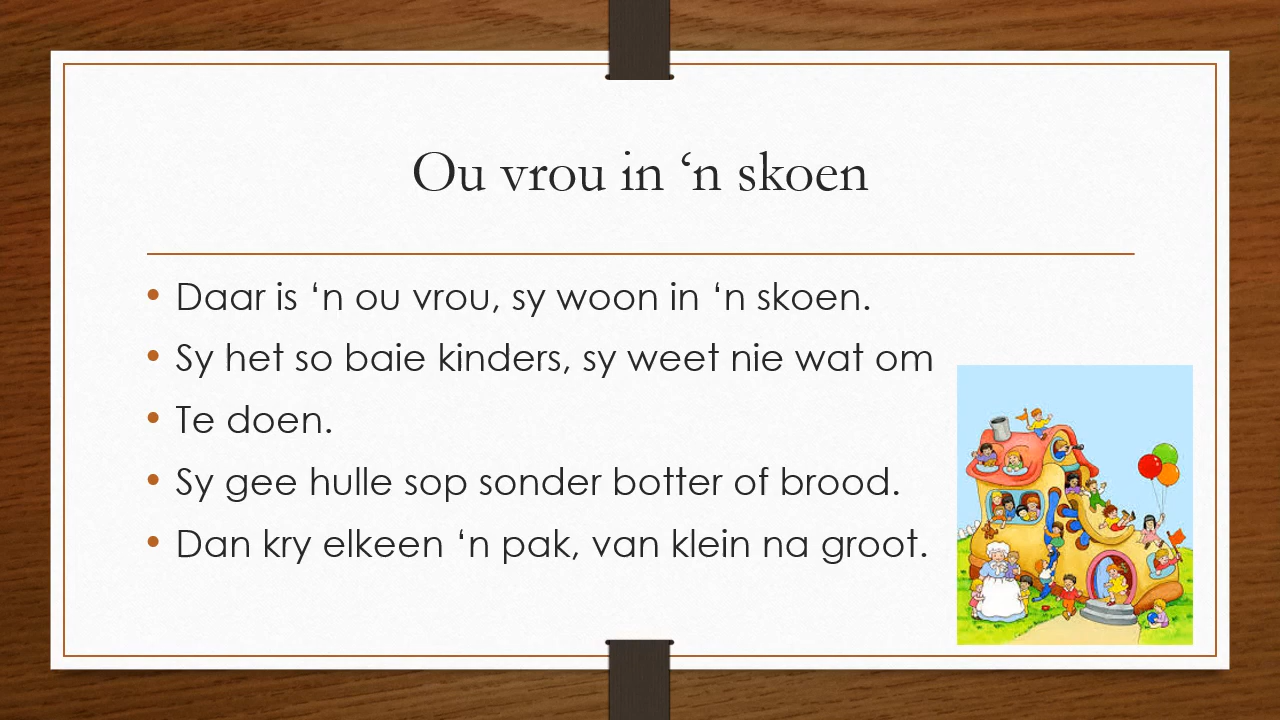 Ou vrou in ‘n skoen
• Daar is ‘n ou vrou, sy woon in ‘n skoen.
• Sy het so baie kinders, sy weet nie wat om
• Te doen.
• Sy gee hulle sop sonder botter of brood.
• Dan kry elkeen ‘n pak, van klein na groot.